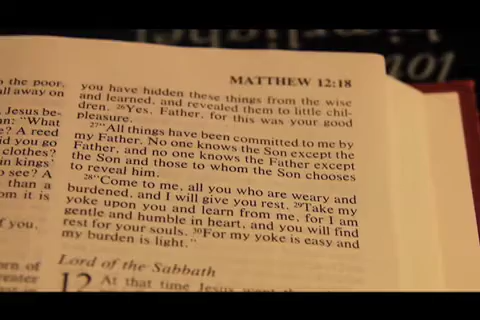 MATTHEW 12:18
the poor,
all away on
Jesus be-
"What
? A reed
did you go
clothes?
kings'
see? A
than a
m it is
f you,
orn of
reater
you have hidden these things from the wise
and learned, and revealed them to little chil-
dren. 26Yes, Father, for this was your good
pleasure.
27"All things have been committed to me by
my Father. No one knows the Son except the
Father, and no one knows the Father except
the Son and those to whom the Son chooses
to reveal him.
28"Come to me, all you who are weary and
burdened, and I will give you rest. 29Take my
yoke upon you and learn from me, for I am
gentle and humble in heart, and you will find
rest for your souls. 30For my yoke is easy and
my burden is light."
Lord of the Sabbath
12 At that time Jesus went